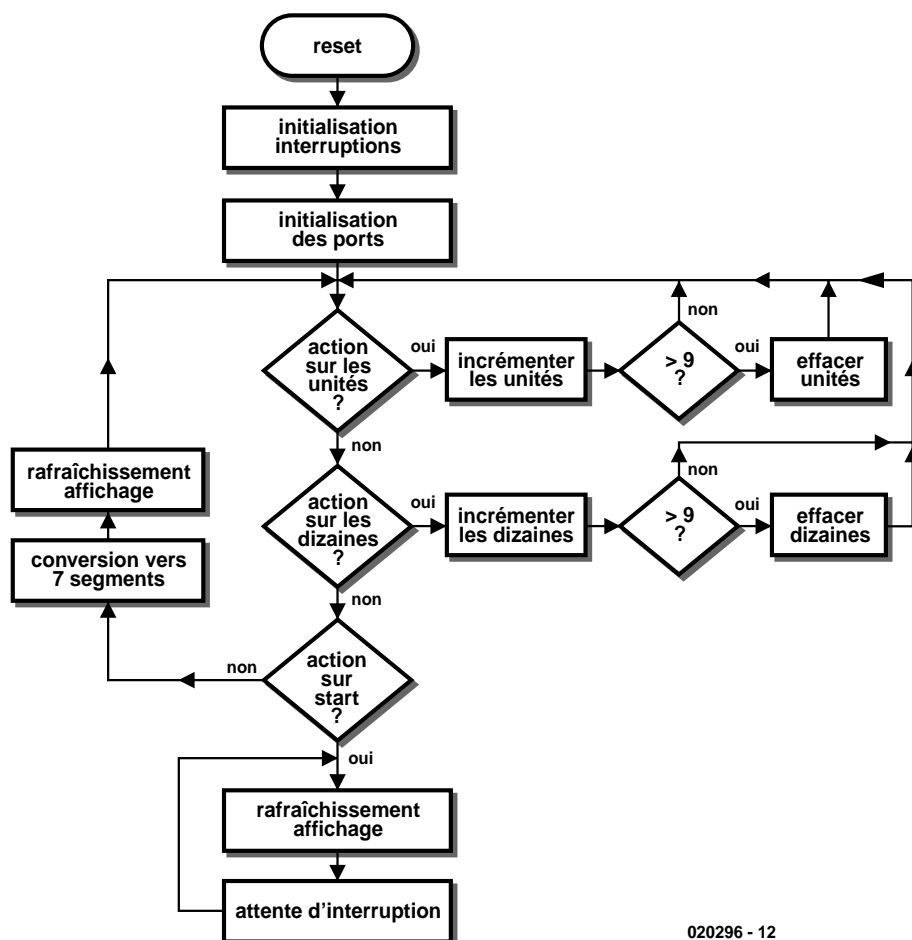 reset
initialisation
interruptions
initialisation
des ports
action
sur les
unités
?
oui
incrémenter
les unités
> 9
?
non
oui
effacer
unités
non
action
sur les
dizaines
?
oui
incrémenter
les dizaines
> 9
?
non
oui
effacer
dizaines
non
action
sur
start
?
non
conversion vers
7 segments
rafraîchissement
affichage
oui
rafraîchissement
affichage
attente d'interruption
020296 - 12